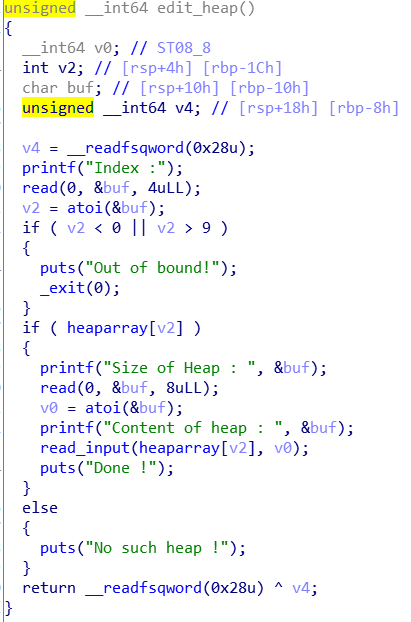 unsigned __int64 edit_heap()
{
  __int64 v0; // ST08_8
  int v2; // [rsp+4h] [rbp-1Ch]
  char buf; // [rsp+10h] [rbp-10h]
  unsigned __int64 v4; // [rsp+18h] [rbp-8h]

  v4 = __readfsqword(0x28u);
  printf("Index :");
  read(0, &buf, 4uLL);
  v2 = atoi(&buf);
  if ( v2 < 0 || v2 > 9 )
  {
    puts("Out of bound!");
    _exit(0);
  }
  if ( heaparray[v2] )
  {
    printf("Size of Heap : ", &buf);
    read(0, &buf, 8uLL);
    v0 = atoi(&buf);
    printf("Content of heap : ", &buf);
    read_input(heaparray[v2], v0);
    puts("Done !");
  }
  else
  {
    puts("No such heap !");
  }
  return __readfsqword(0x28u) ^ v4;
}